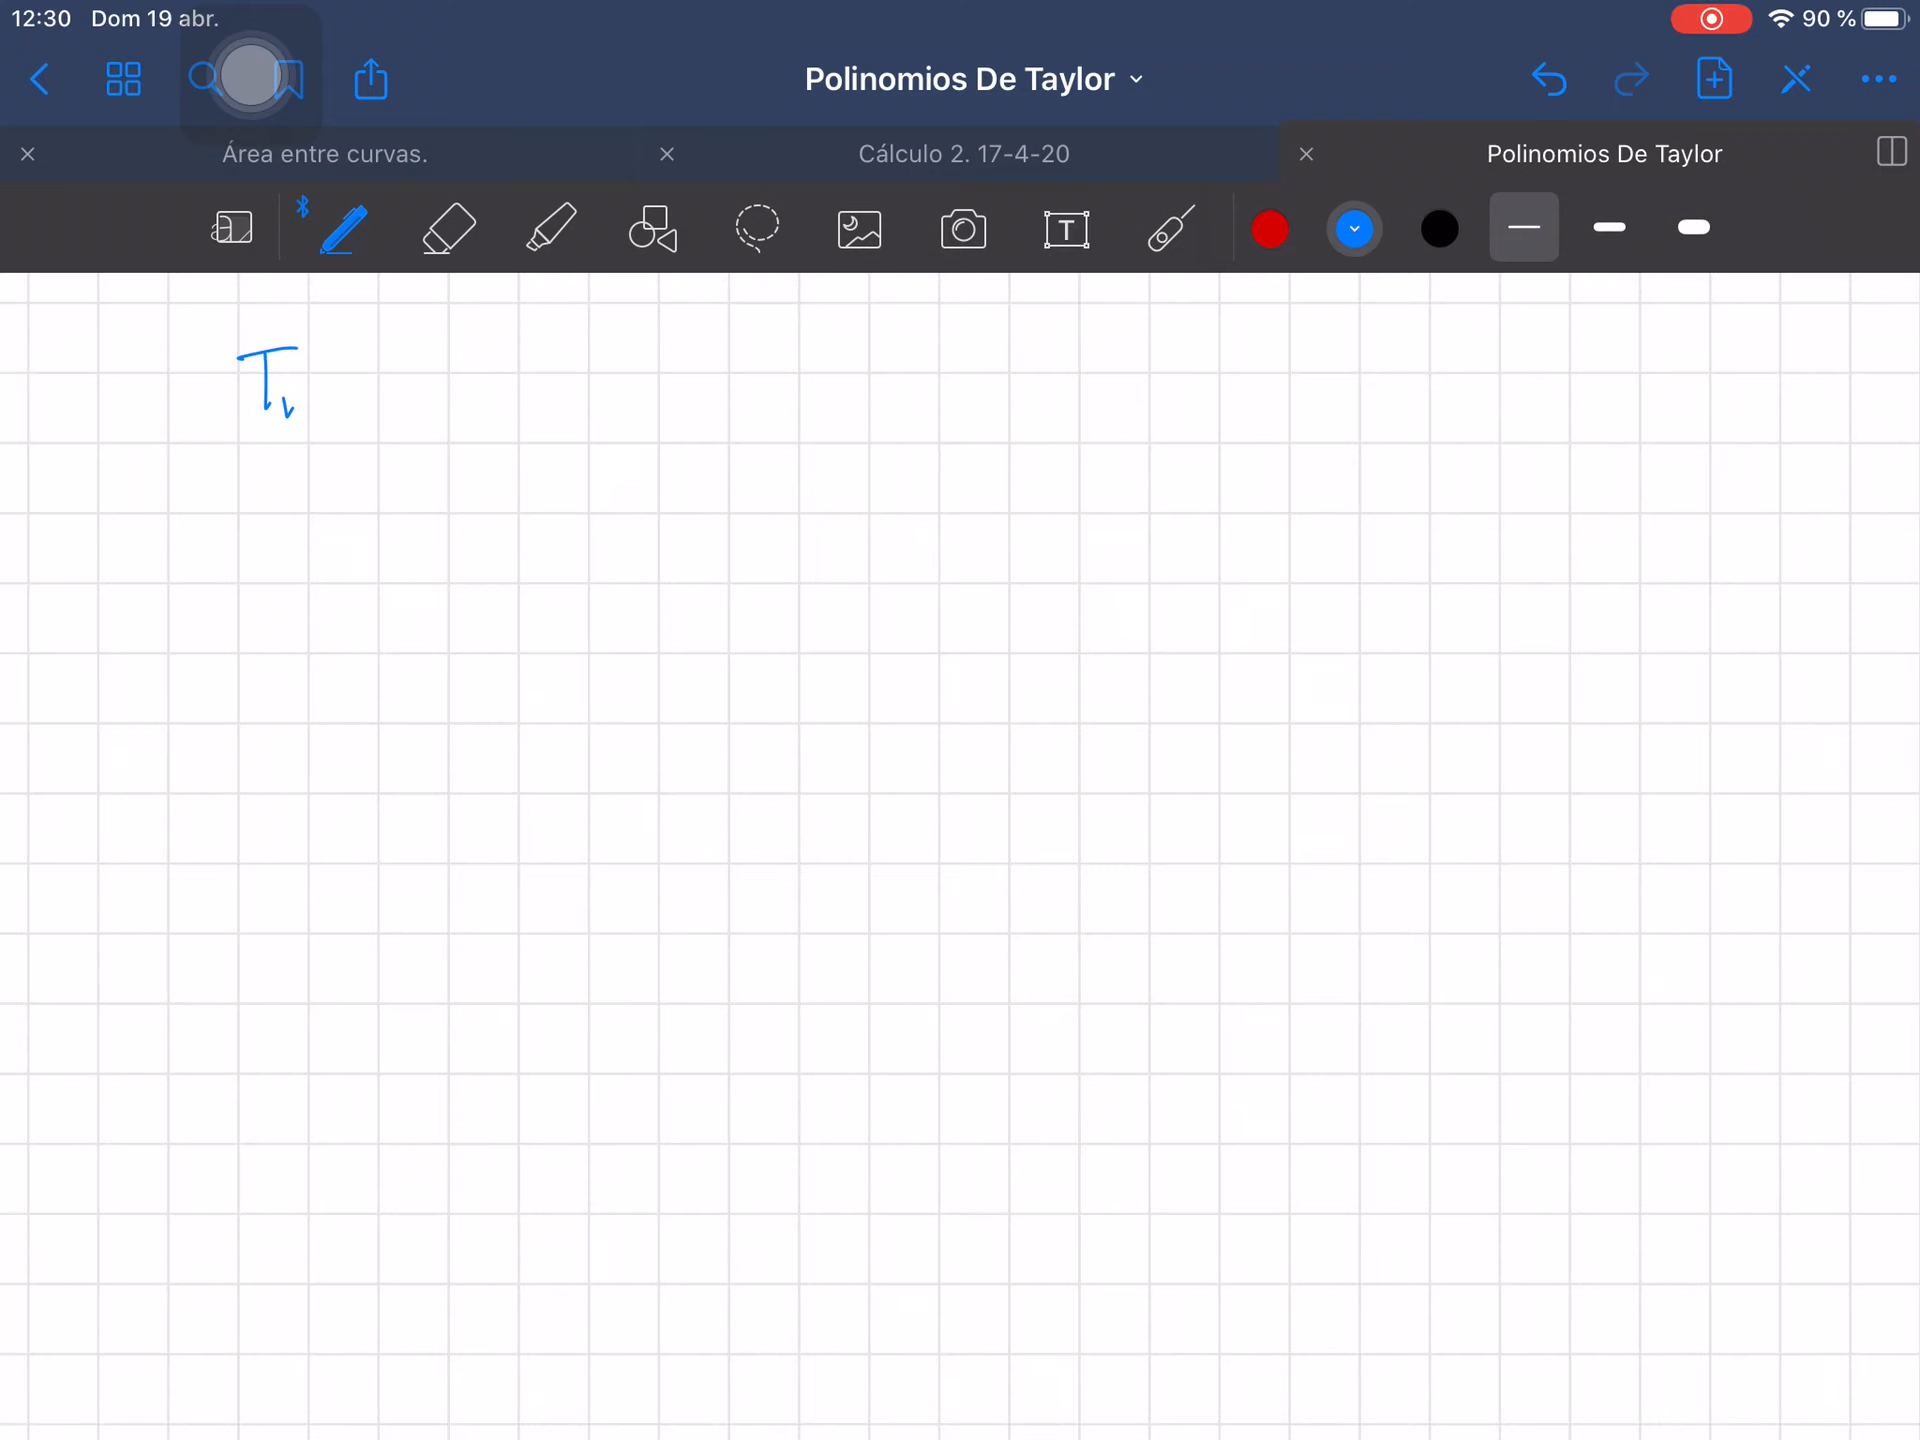 12:30 Dom 19 abr. 90 %
Polinomios De Taylor
Área entre curvas. Cálculo 2. 17-4-20 Polinomios De Taylor
T
T